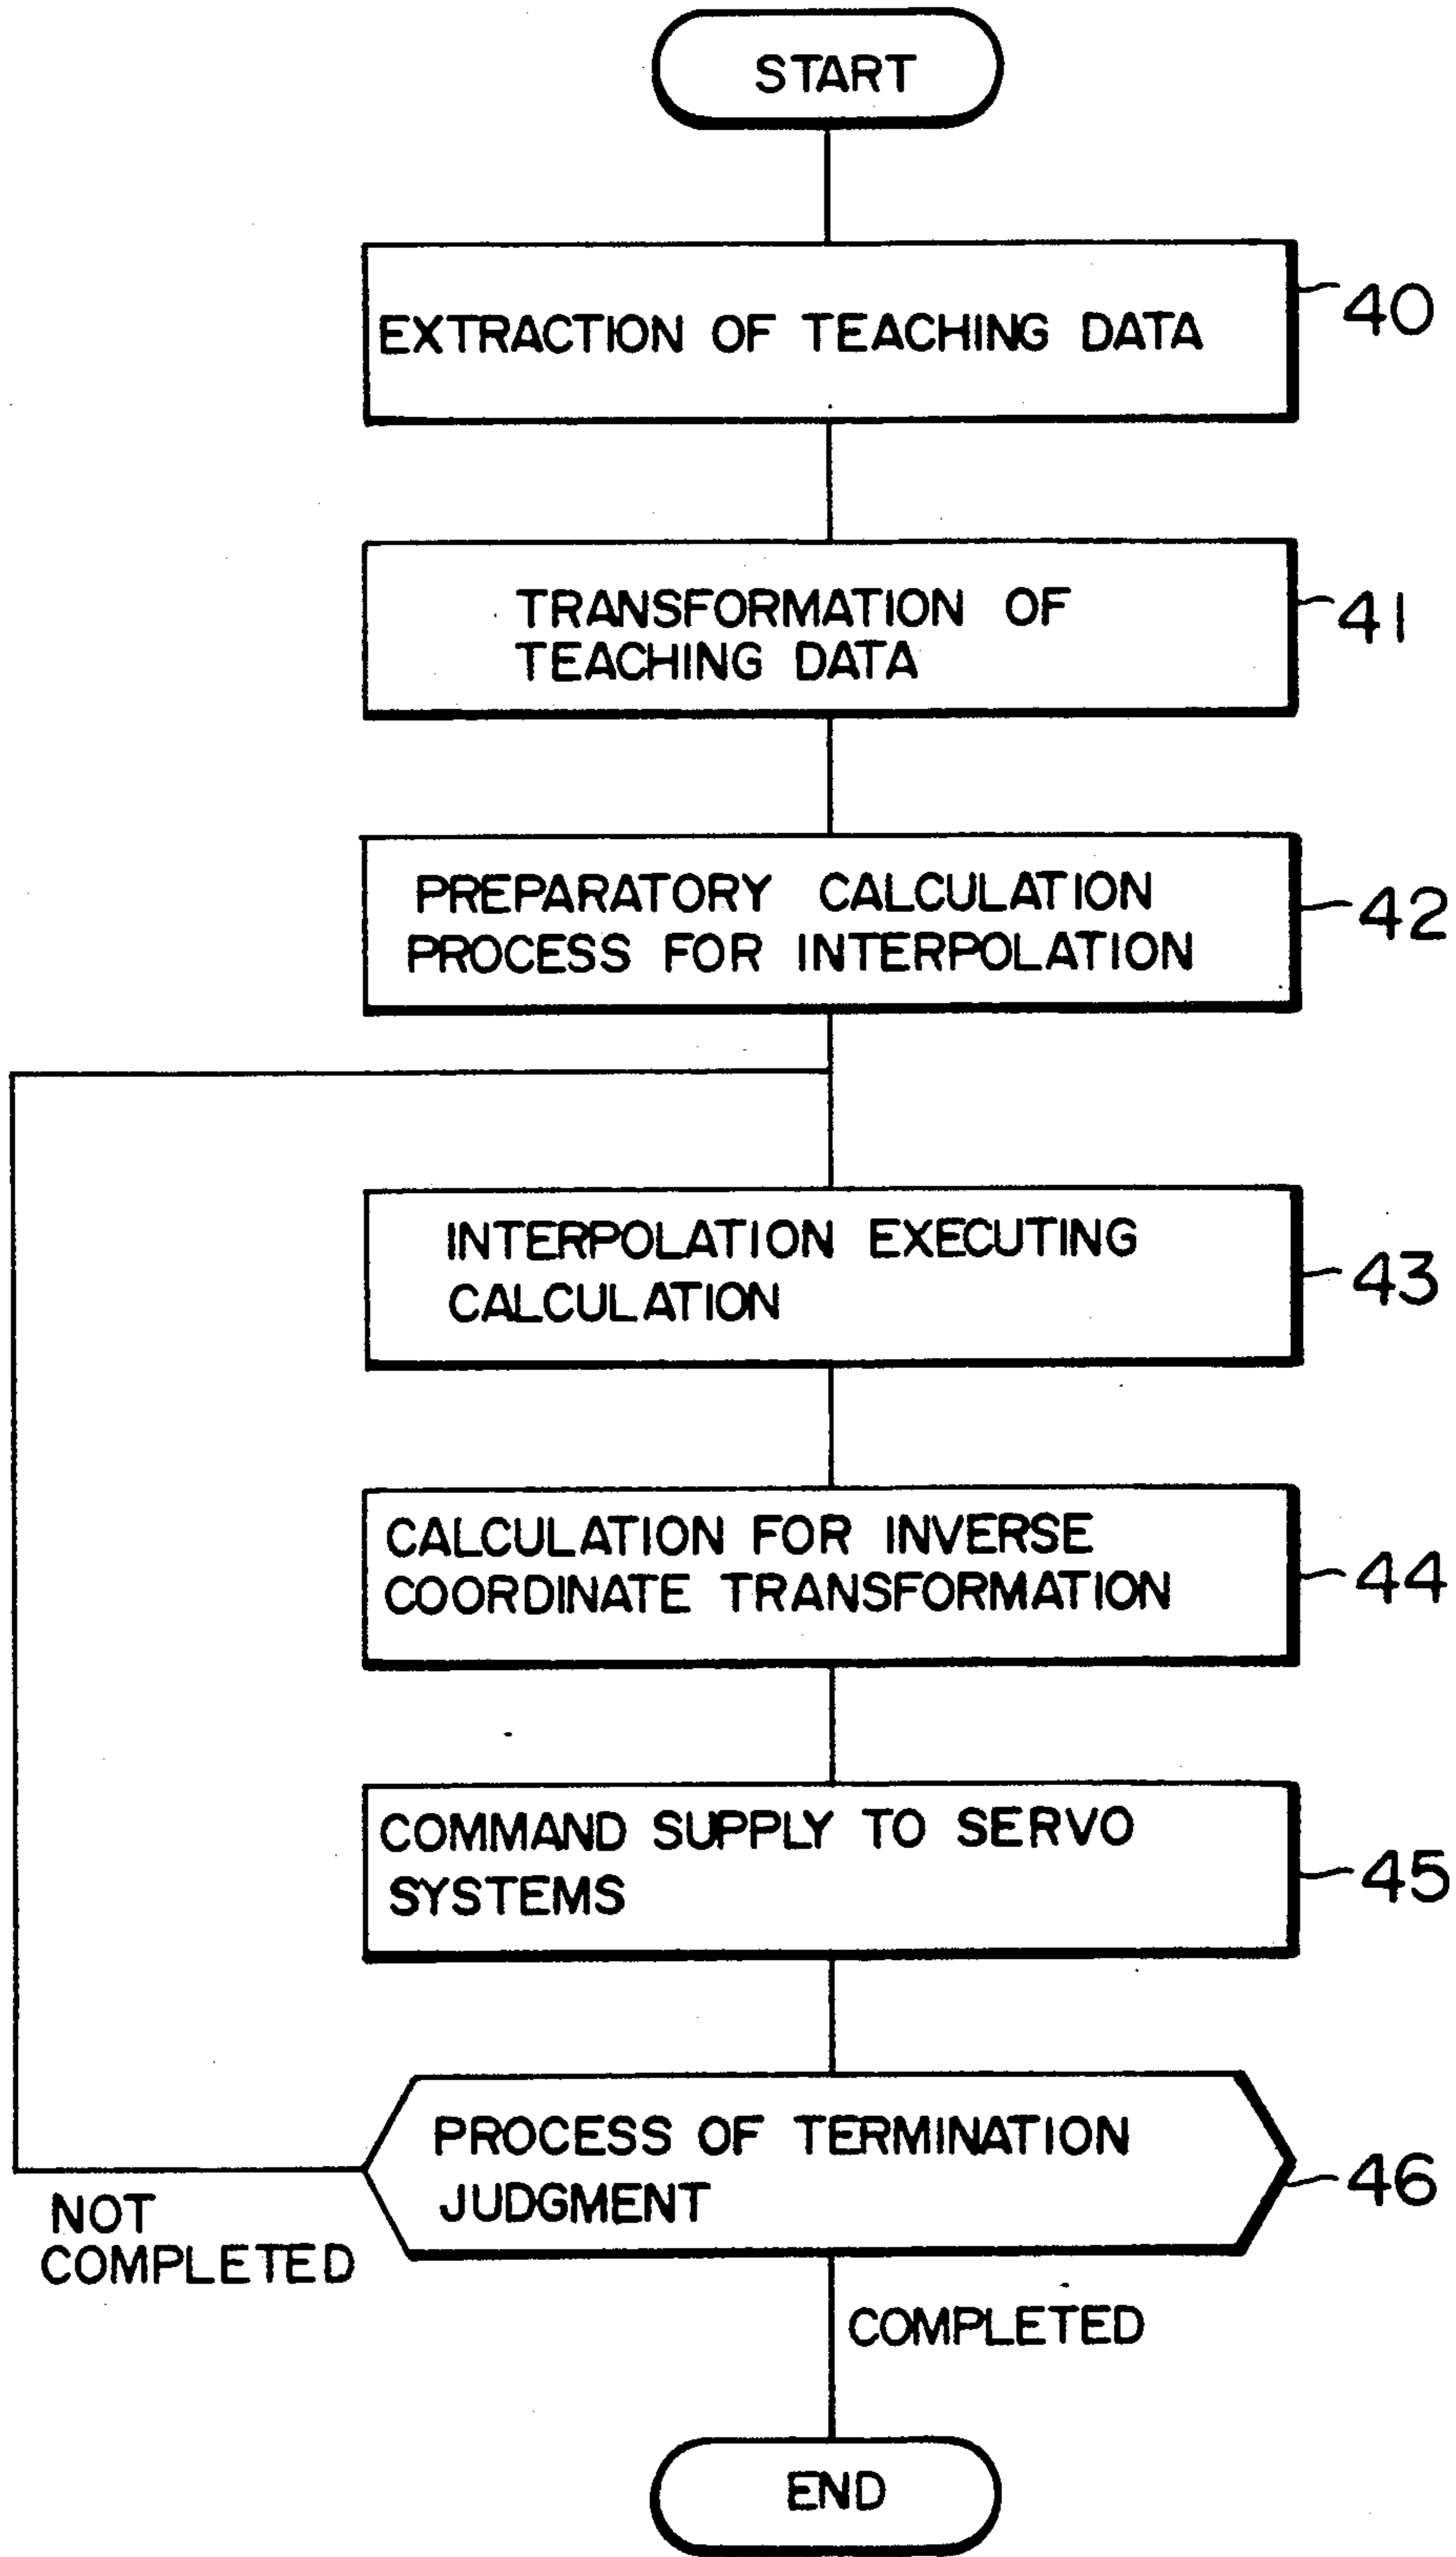 START
EXTRACTION OF TEACHING DATA
40
TRANSFORMATION OF
TEACHING DATA
41
PREPARATORY CALCULATION
PROCESS FOR INTERPOLATION
42
INTERPOLATION EXECUTING
CALCULATION
43
CALCULATION FOR INVERSE
COORDINATE TRANSFORMATION
44
COMMAND SUPPLY TO SERVO
SYSTEMS
45
PROCESS OF TERMINATION
JUDGMENT
46
NOT
COMPLETED
COMPLETED
END